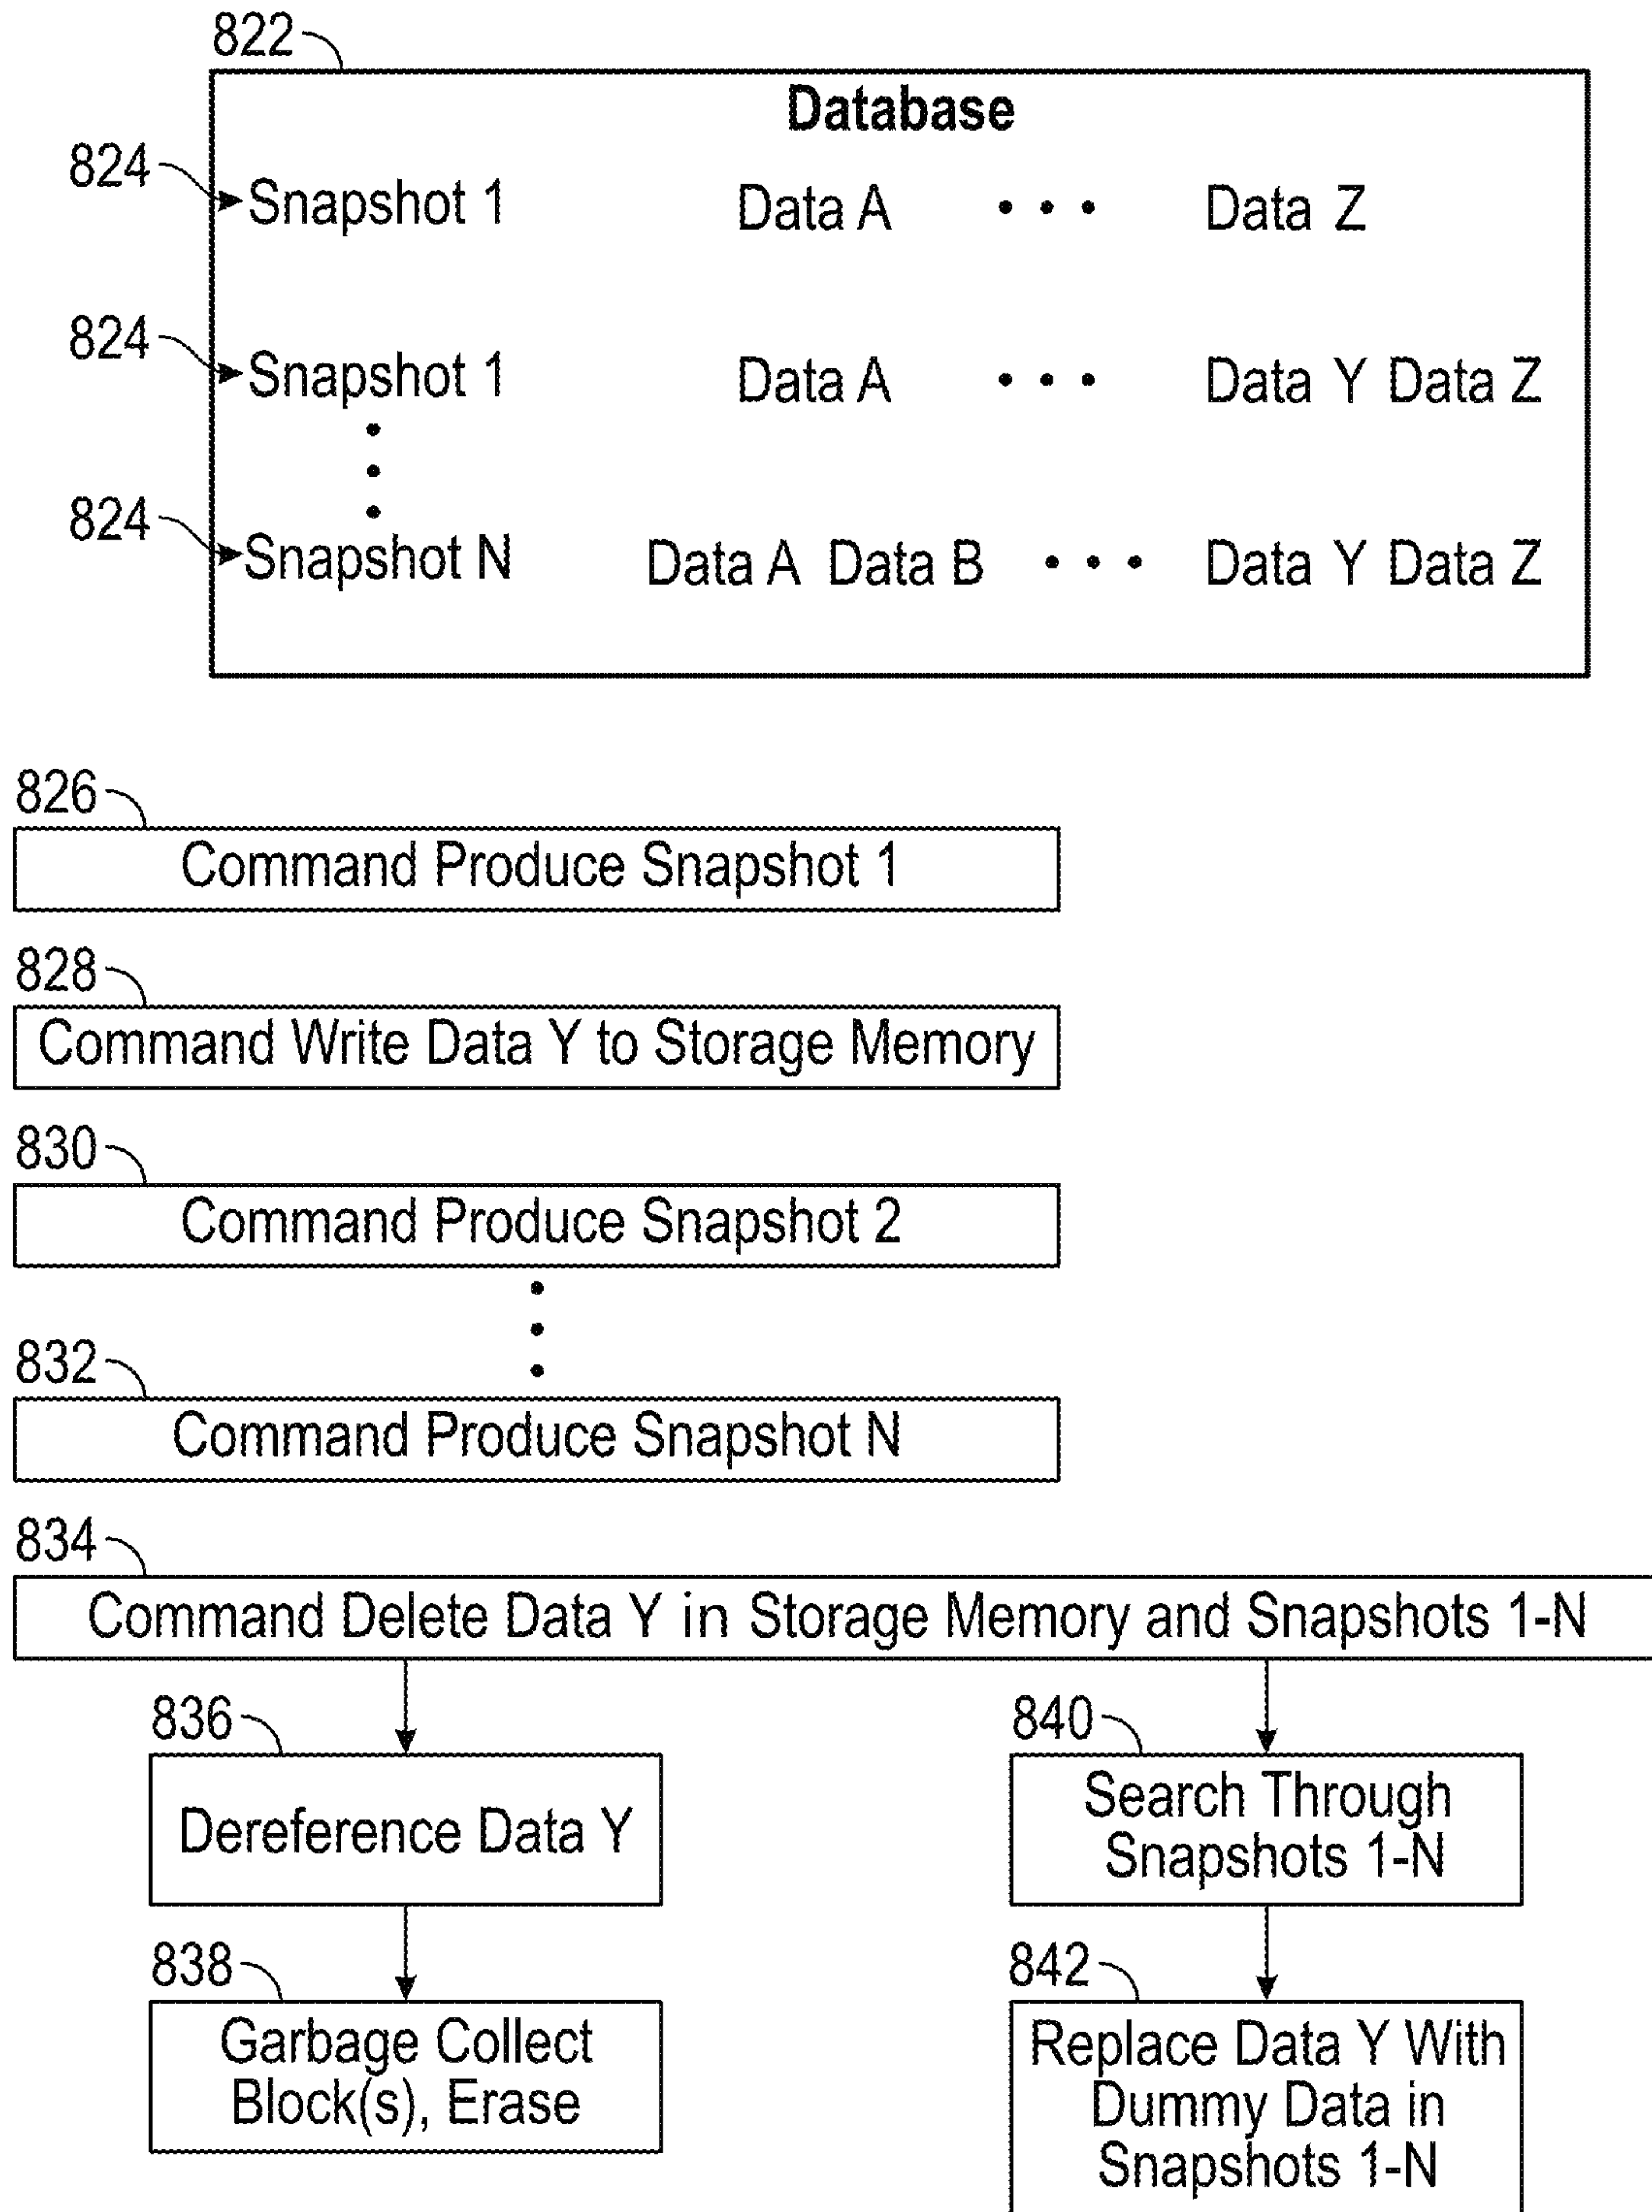 822
Database
824
Snapshot 1 Data A • • • Data Z
824
Snapshot 1 Data A • • • Data Y Data Z
824
Snapshot N Data A Data B • • • Data Y Data Z
826
Command Produce Snapshot 1
828
Command Write Data Y to Storage Memory
830
Command Produce Snapshot 2
832
Command Produce Snapshot N
834
Command Delete Data Y in Storage Memory and Snapshots 1-N
836
Dereference Data Y
838
Garbage Collect
Block(s), Erase
840
Search Through
Snapshots 1-N
842
Replace Data Y With
Dummy Data in
Snapshots 1-N